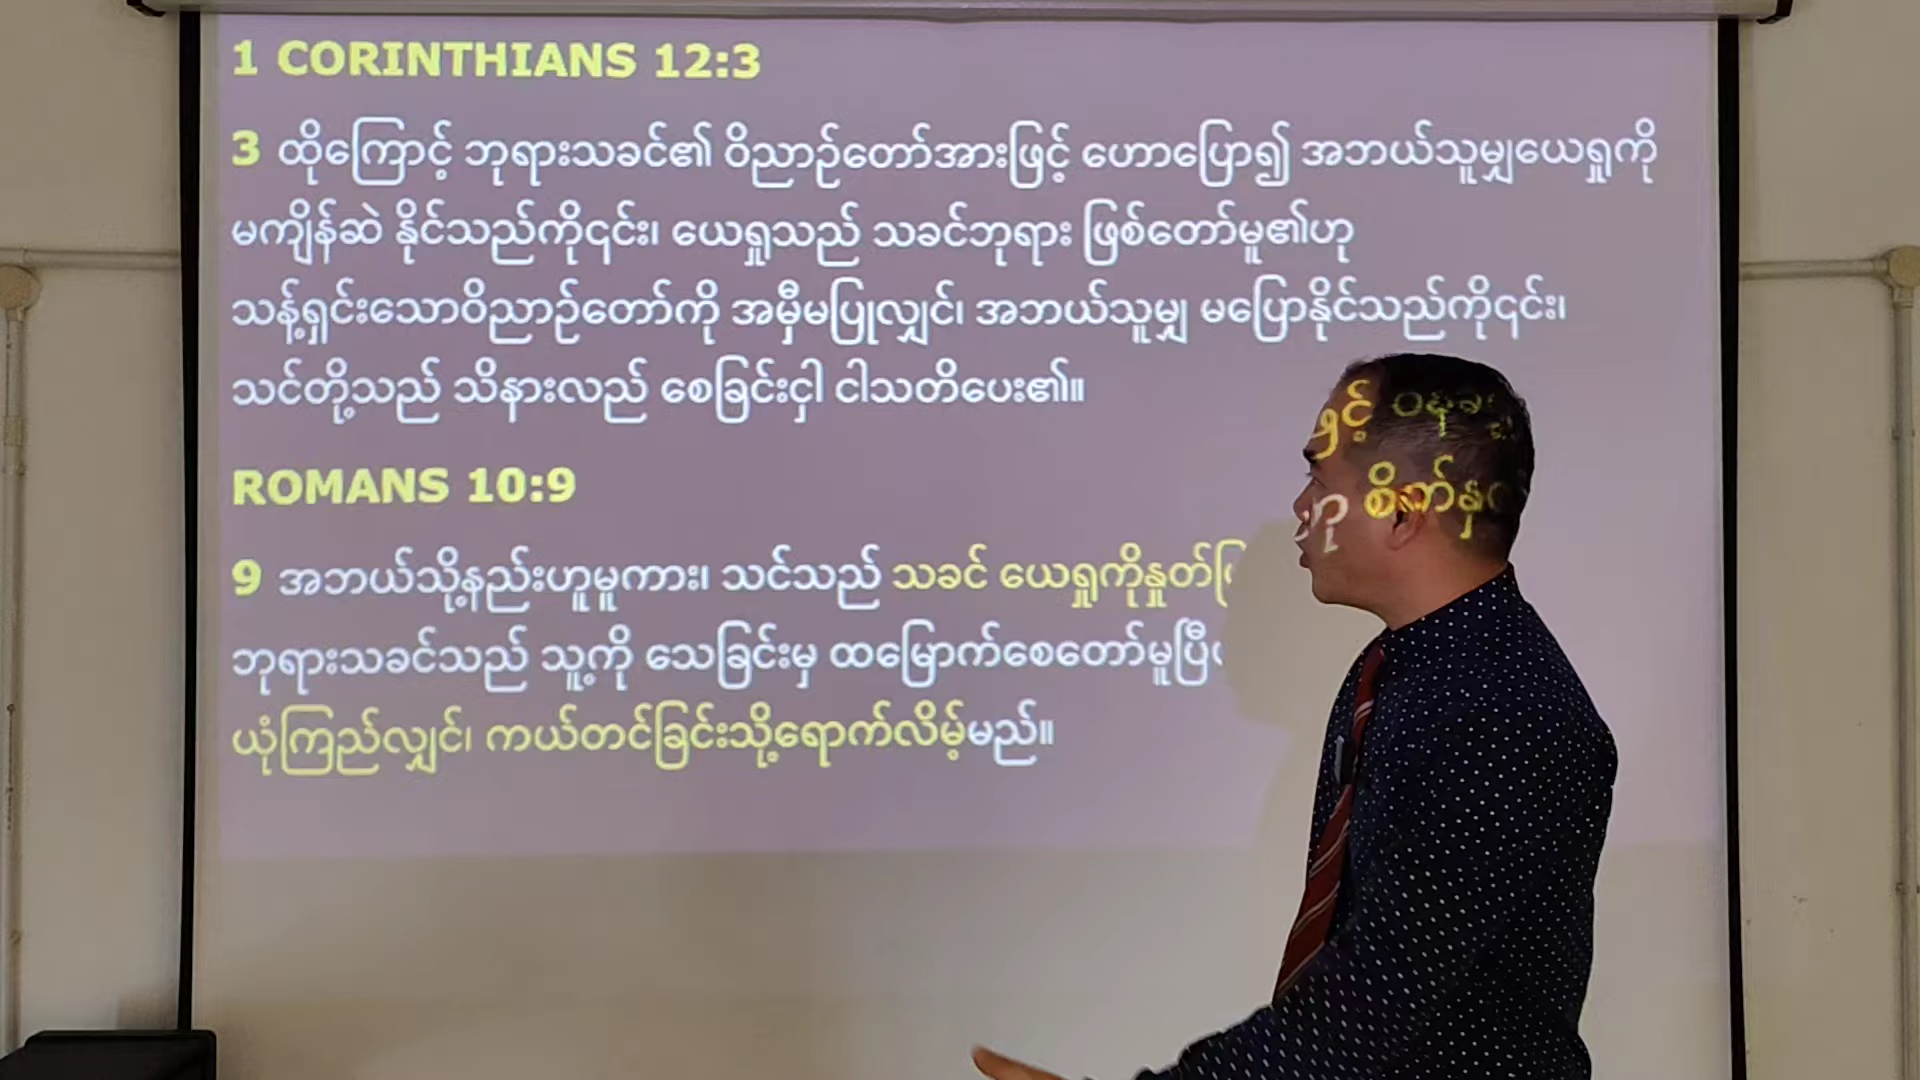 1 CORINTHIANS 12:3
3 ထိုကြောင့် ဘုရားသခင်၏ ဝိညာဉ်တော်အားဖြင့် ဟောပြော၍ အဘယ်သူမျှယေရှုကို
မကျိန်ဆဲ နိုင်သည်ကို၎င်း၊ ယေရှုသည် သခင်ဘုရား ဖြစ်တော်မူ၏ဟု
သန့်ရှင်းသောဝိညာဉ်တော်ကို အမှီမပြုလျှင်၊ အဘယ်သူမျှ မပြောနိုင်သည်ကို၎င်း၊
သင်တို့သည် သိနားလည် စေခြင်းငှါ ငါသတိပေး၏။
ROMANS 10:9
9 အဘယ်သို့နည်းဟူမူကား၊ သင်သည် သခင် ယေရှုကိုနှုတ်
ဘုရားသခင်သည် သူ့ကို သေခြင်းမှ ထမြောက်စေတော်မူပြီ
ယုံကြည်လျှင်၊ ကယ်တင်ခြင်းသို့ရောက်လိမ့်မည်။